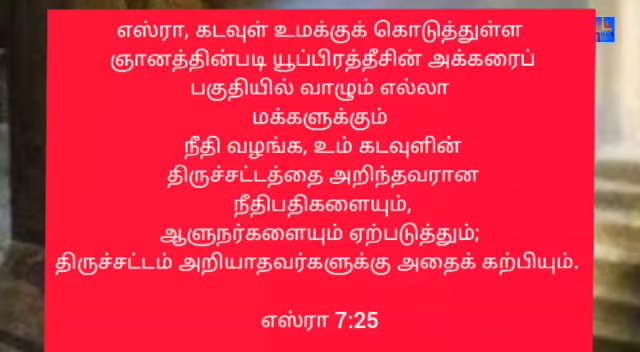 எஸ்ரா, கடவுள் உமக்குக் கொடுத்துள்ள
ஞானத்தின்படி யூப்பிரத்தீசின் அக்கரைப்
பகுதியில் வாழும் எல்லா
மக்களுக்கும்
நீதி வழங்க, உம் கடவுளின்
திருச்சட்டத்தை அறிந்தவரான
நீதிபதிகளையும்,
ஆளுநர்களையும் ஏற்படுத்தும்;
திருச்சட்டம் அறியாதவர்களுக்கு அதைக் கற்பியும்.
எஸ்ரா 7:25